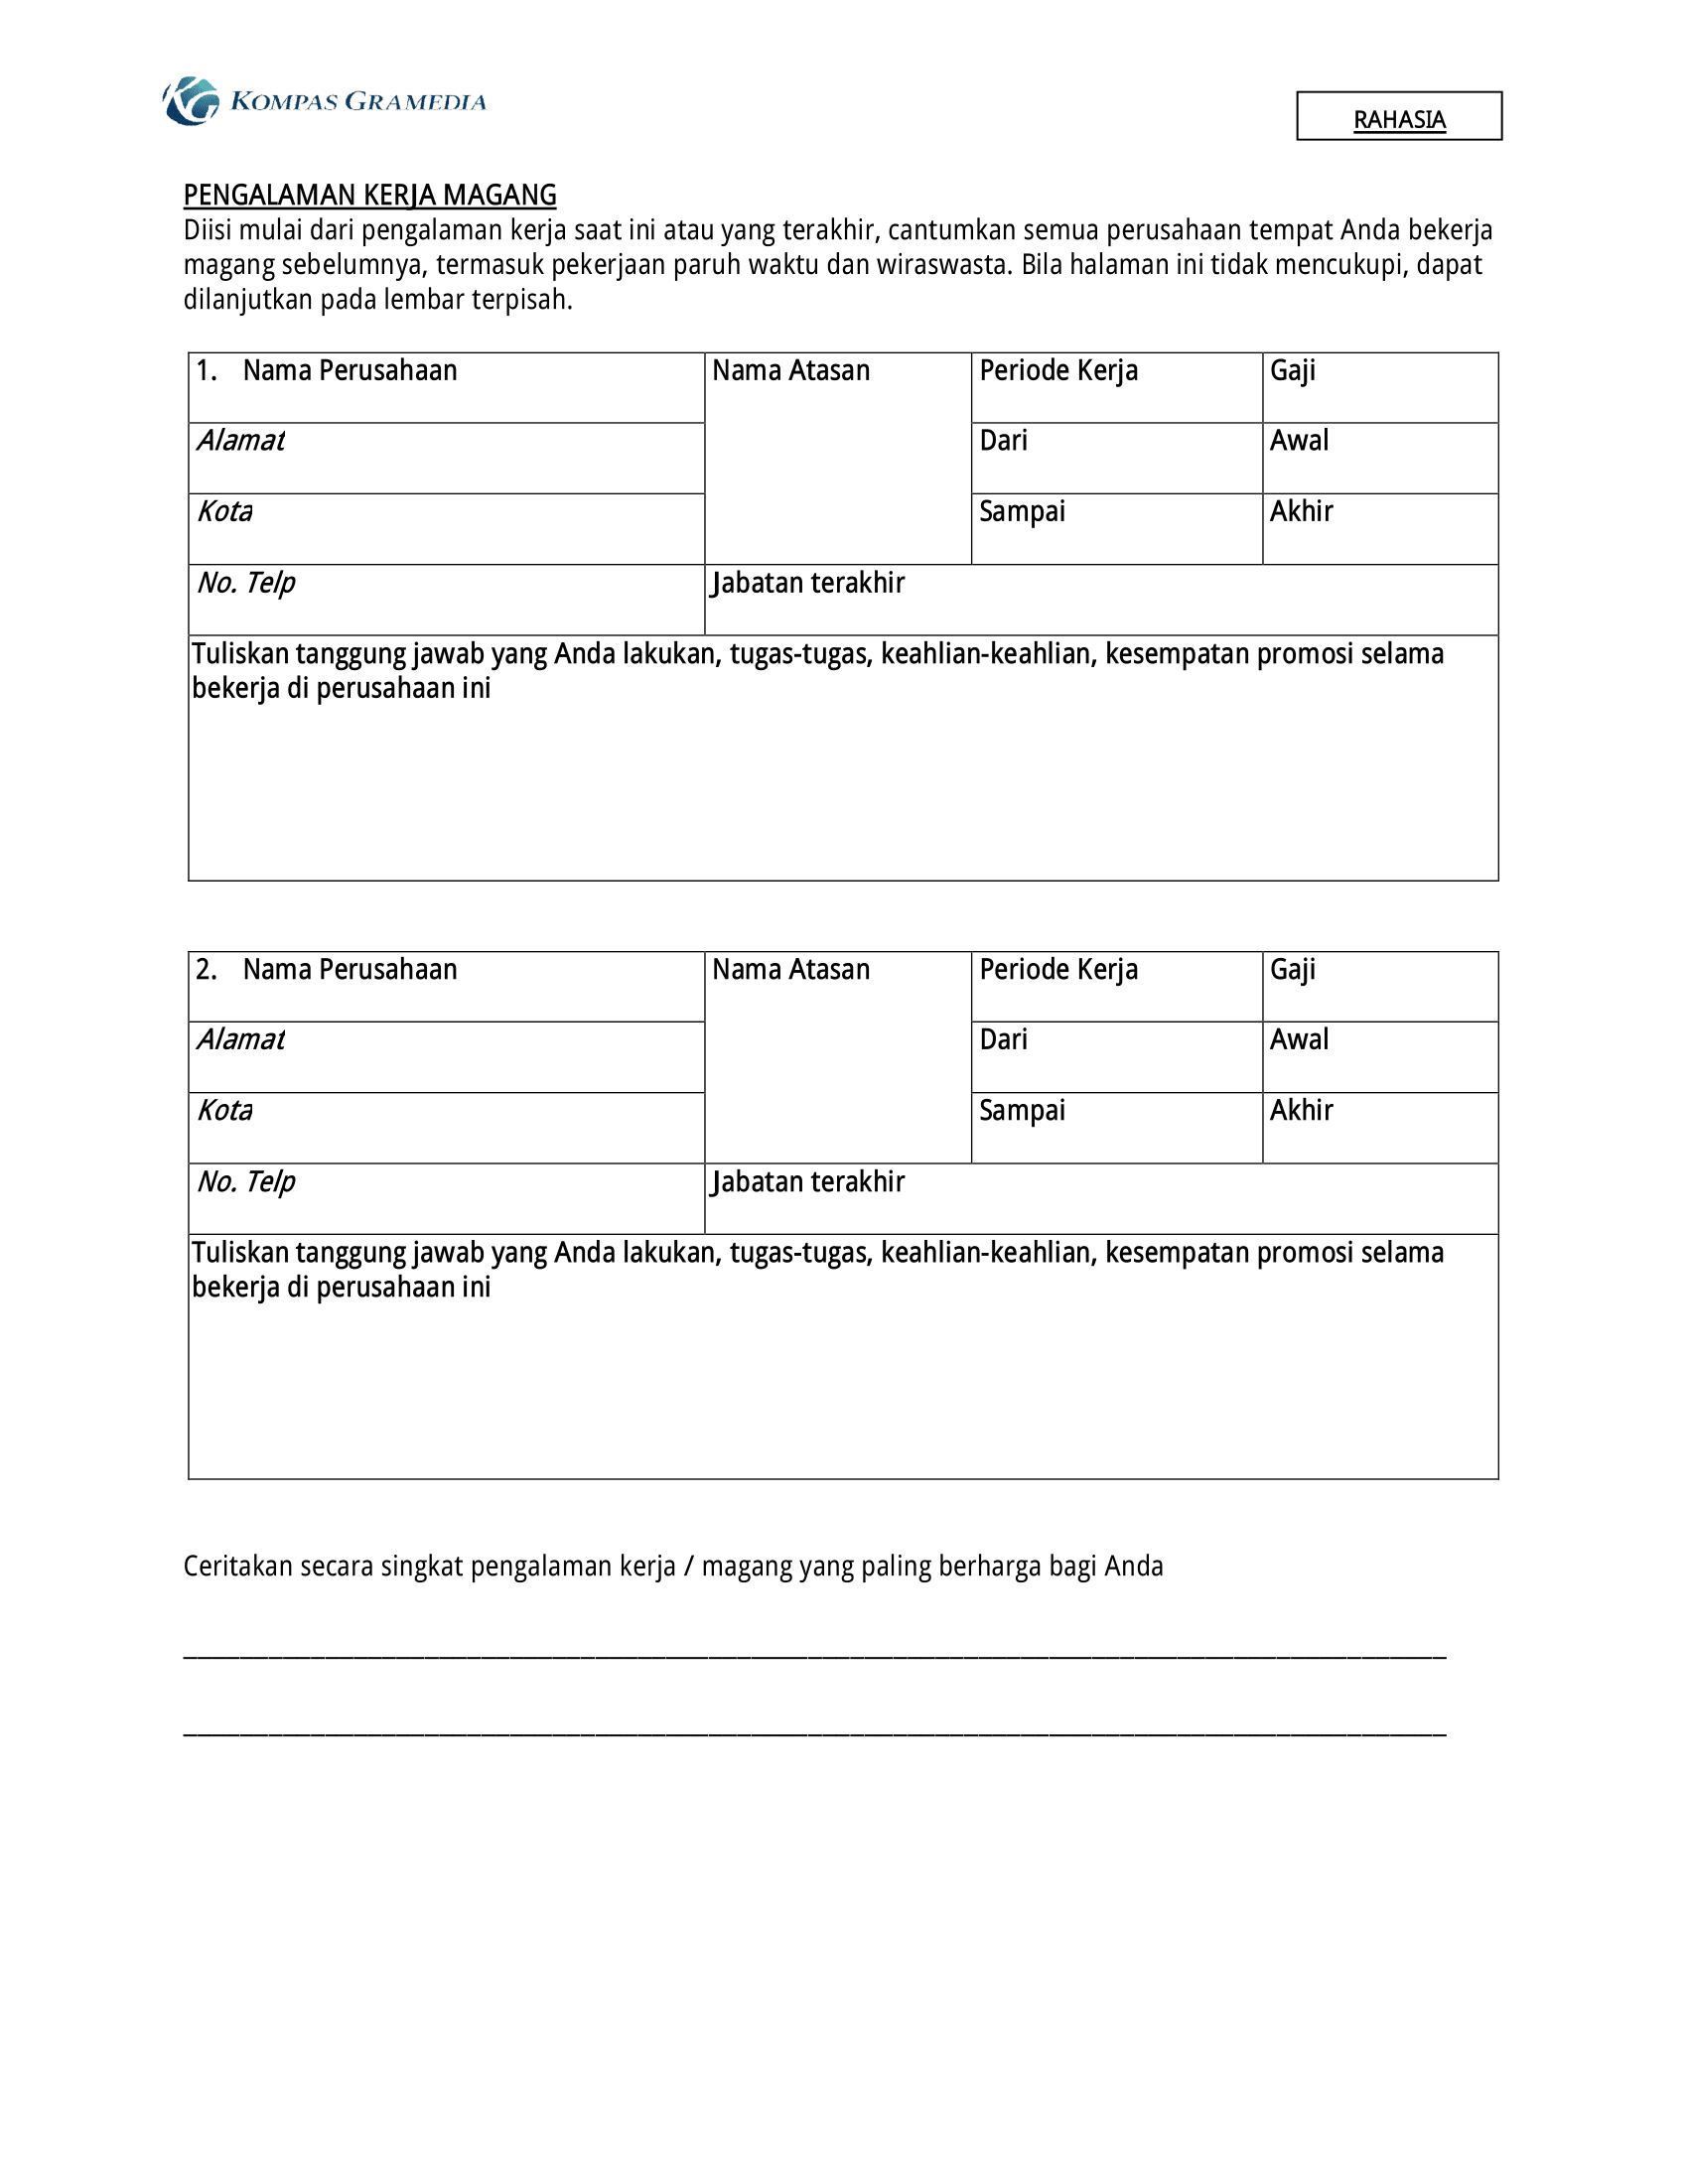 KOMPAS GRAMEDIA
RAHASIA
PENGALAMAN KERJA MAGANG
Diisi mulai dari pengalaman kerja saat ini atau yang terakhir, cantumkan semua perusahaan tempat Anda bekerja
magang sebelumnya, termasuk pekerjaan paruh waktu dan wiraswasta. Bila halaman ini tidak mencukupi, dapat
dilanjutkan pada lembar terpisah.
1. Nama Perusahaan Nama Atasan Periode Kerja Gaji
Alamat Dari Awal
Kota Sampai Akhir
No. Telp Jabatan terakhir
Tuliskan tanggung jawab yang Anda lakukan, tugas-tugas, keahlian-keahlian, kesempatan promosi selama
bekerja di perusahaan ini
2. Nama Perusahaan Nama Atasan Periode Kerja Gaji
Alamat Dari Awal
Kota Sampai Akhir
No. Telp Jabatan terakhir
Tuliskan tanggung jawab yang Anda lakukan, tugas-tugas, keahlian-keahlian, kesempatan promosi selama
bekerja di perusahaan ini
Ceritakan secara singkat pengalaman kerja / magang yang paling berharga bagi Anda